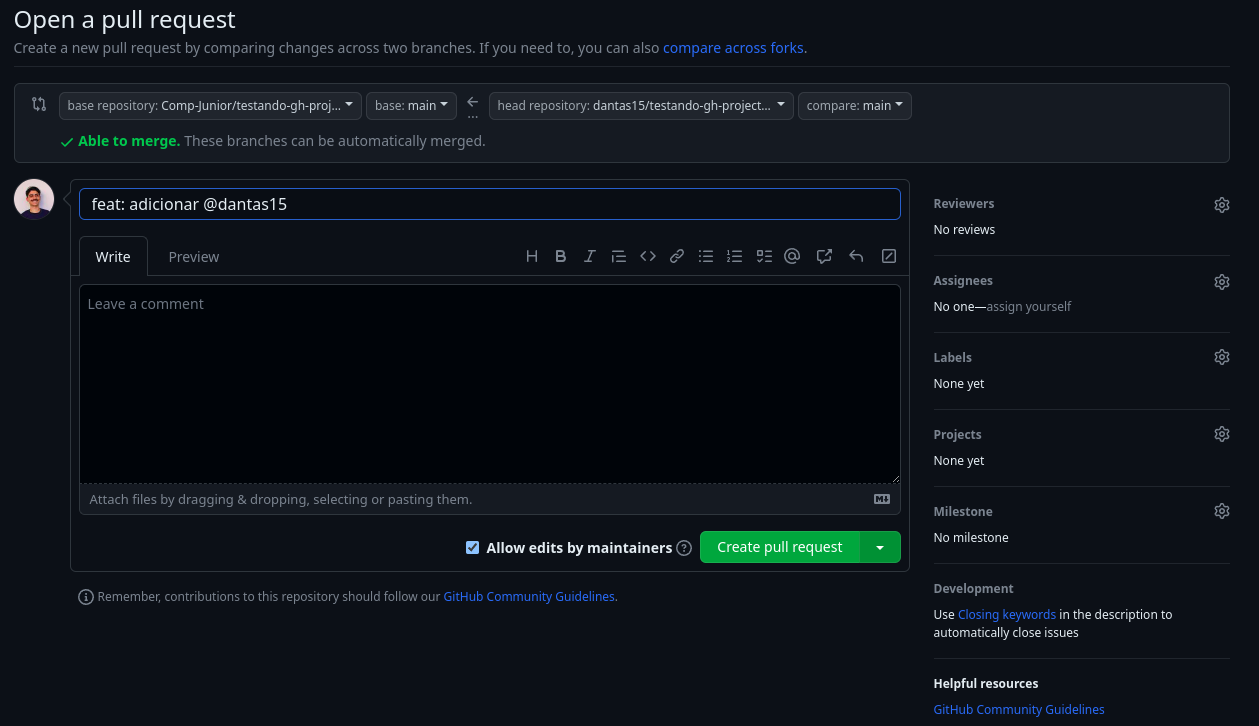 Open a pull request
Create a new pull request by comparing changes across two branches. If you need to, you can also compare across forks.
base repository: Comp-Junior/testando-gh-proj... base: main head repository: dantas15/testando-gh-project... compare: main
Able to merge. These branches can be automatically merged.
feat: adicionar @dantas15
Write Preview
Leave a comment
Attach files by dragging & dropping, selecting or pasting them.
Allow edits by maintainers Create pull request
Remember, contributions to this repository should follow our GitHub Community Guidelines.
Reviewers
No reviews
Assignees
No one—assign yourself
Labels
None yet
Projects
None yet
Milestone
No milestone
Development
Use Closing keywords in the description to
automatically close issues
Helpful resources
GitHub Community Guidelines